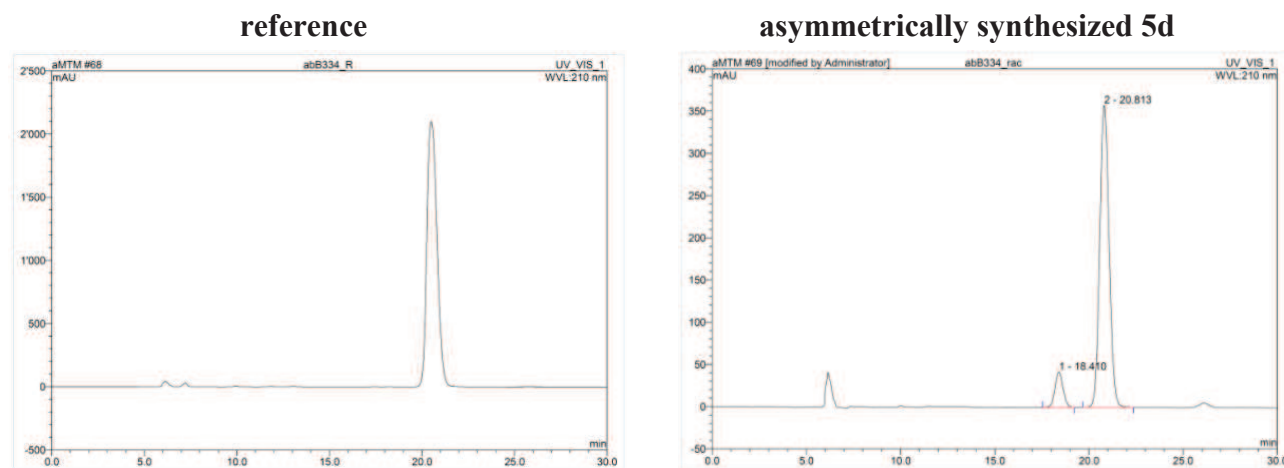 reference
aMTM #68 abB334_R UV_VIS_1
mAU WVL:210 nm
2'500
2'000
1'500
1'000
500
0
-500
0.0 5.0 10.0 15.0 20.0 25.0 30.0
min
asymmetrically synthesized 5d
aMTM #69 [modified by Administrator] abB334_rac UV_VIS_1
mAU WVL:210 nm
400
350
300
250
200
150
100
50
0
-50
2 - 20.813
1 - 18.410
min
0.0 5.0 10.0 15.0 20.0 25.0 30.0